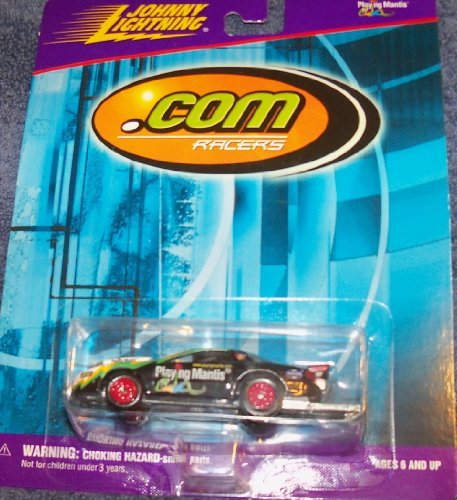 JOHNNY
LIGHTNING®
Playing Mantis
.COM
RACERS
Playing Mantis
WARNING: CHOKING HAZARD-small parts.
Not for children under 3 years.
AGES 6 AND UP